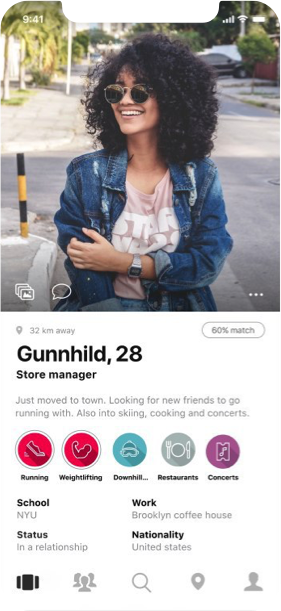 9:41
32 km away
60% match
Gunnhild, 28
Store manager
Just moved to town. Looking for new friends to go
running with. Also into skiing, cooking and concerts.
Running
Weightlifting
Downhill...
Restaurants
Concerts
School
Work
NYU
Brooklyn coffee house
Status
Nationality
In a relationship
United states